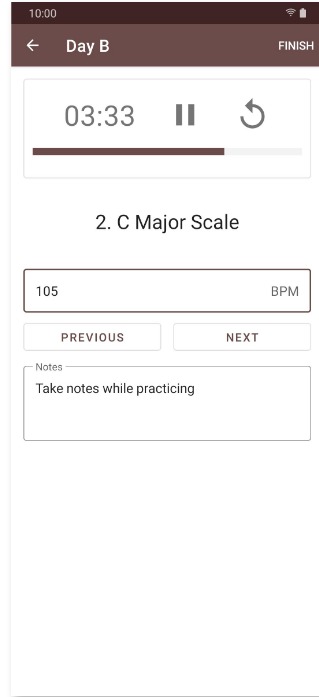 10:00
Day B
FINISH
03:33
2. C Major Scale
105 BPM
PREVIOUS NEXT
Notes
Take notes while practicing